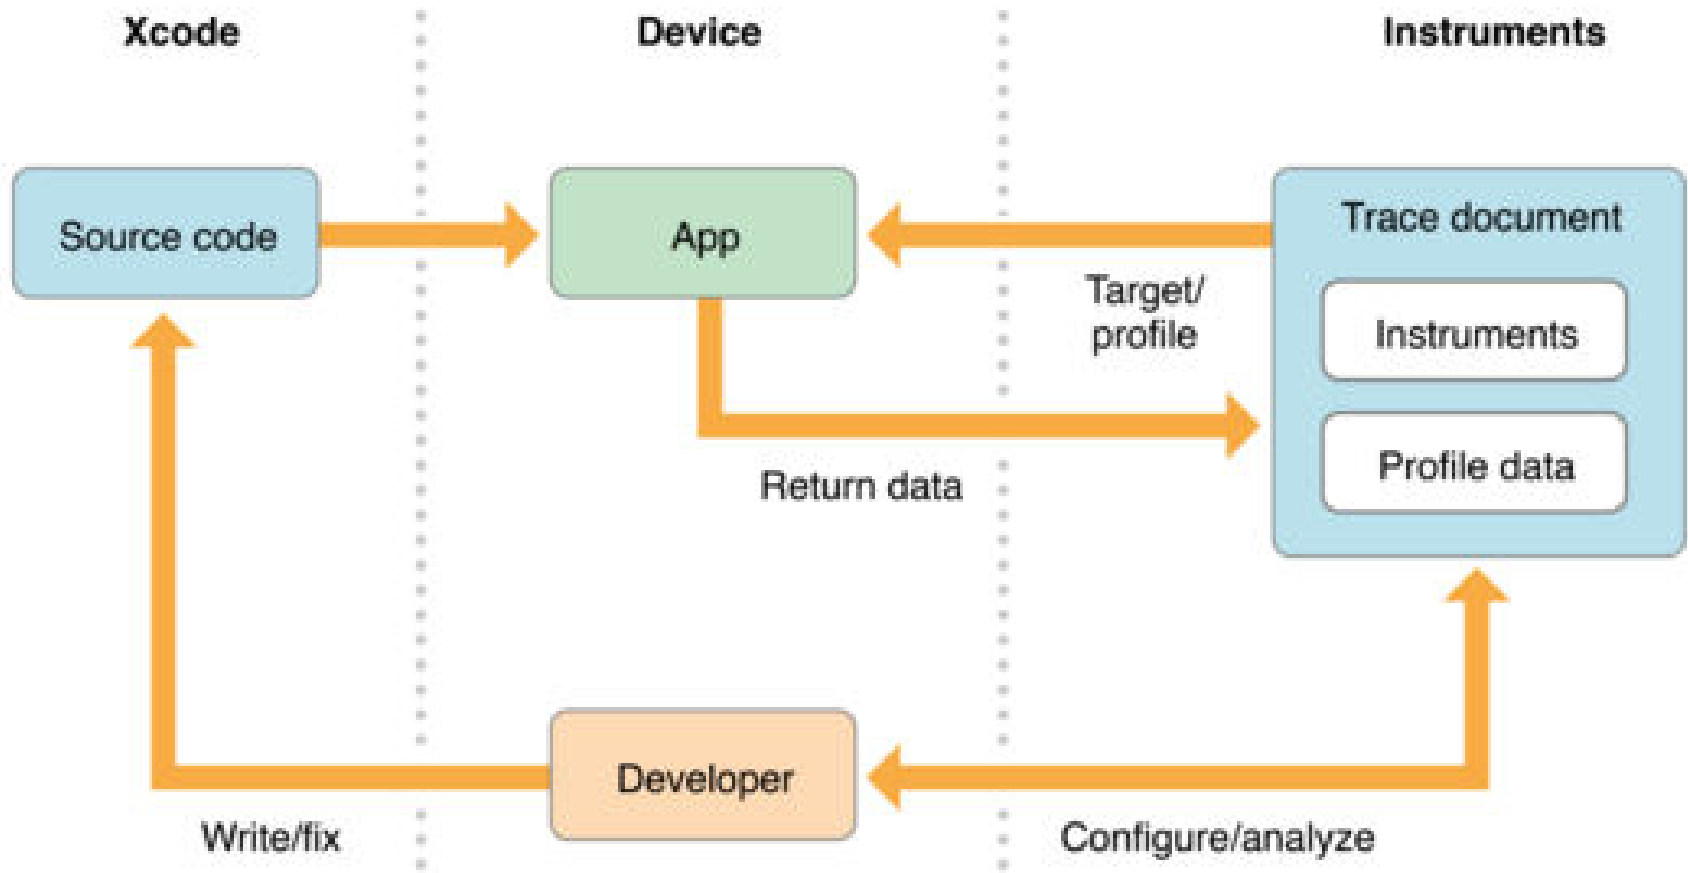 Xcode
Device
Instruments
Source code
App
Trace document
Target/
profile
Instruments
Profile data
Return data
Developer
Write/fix
Configure/analyze